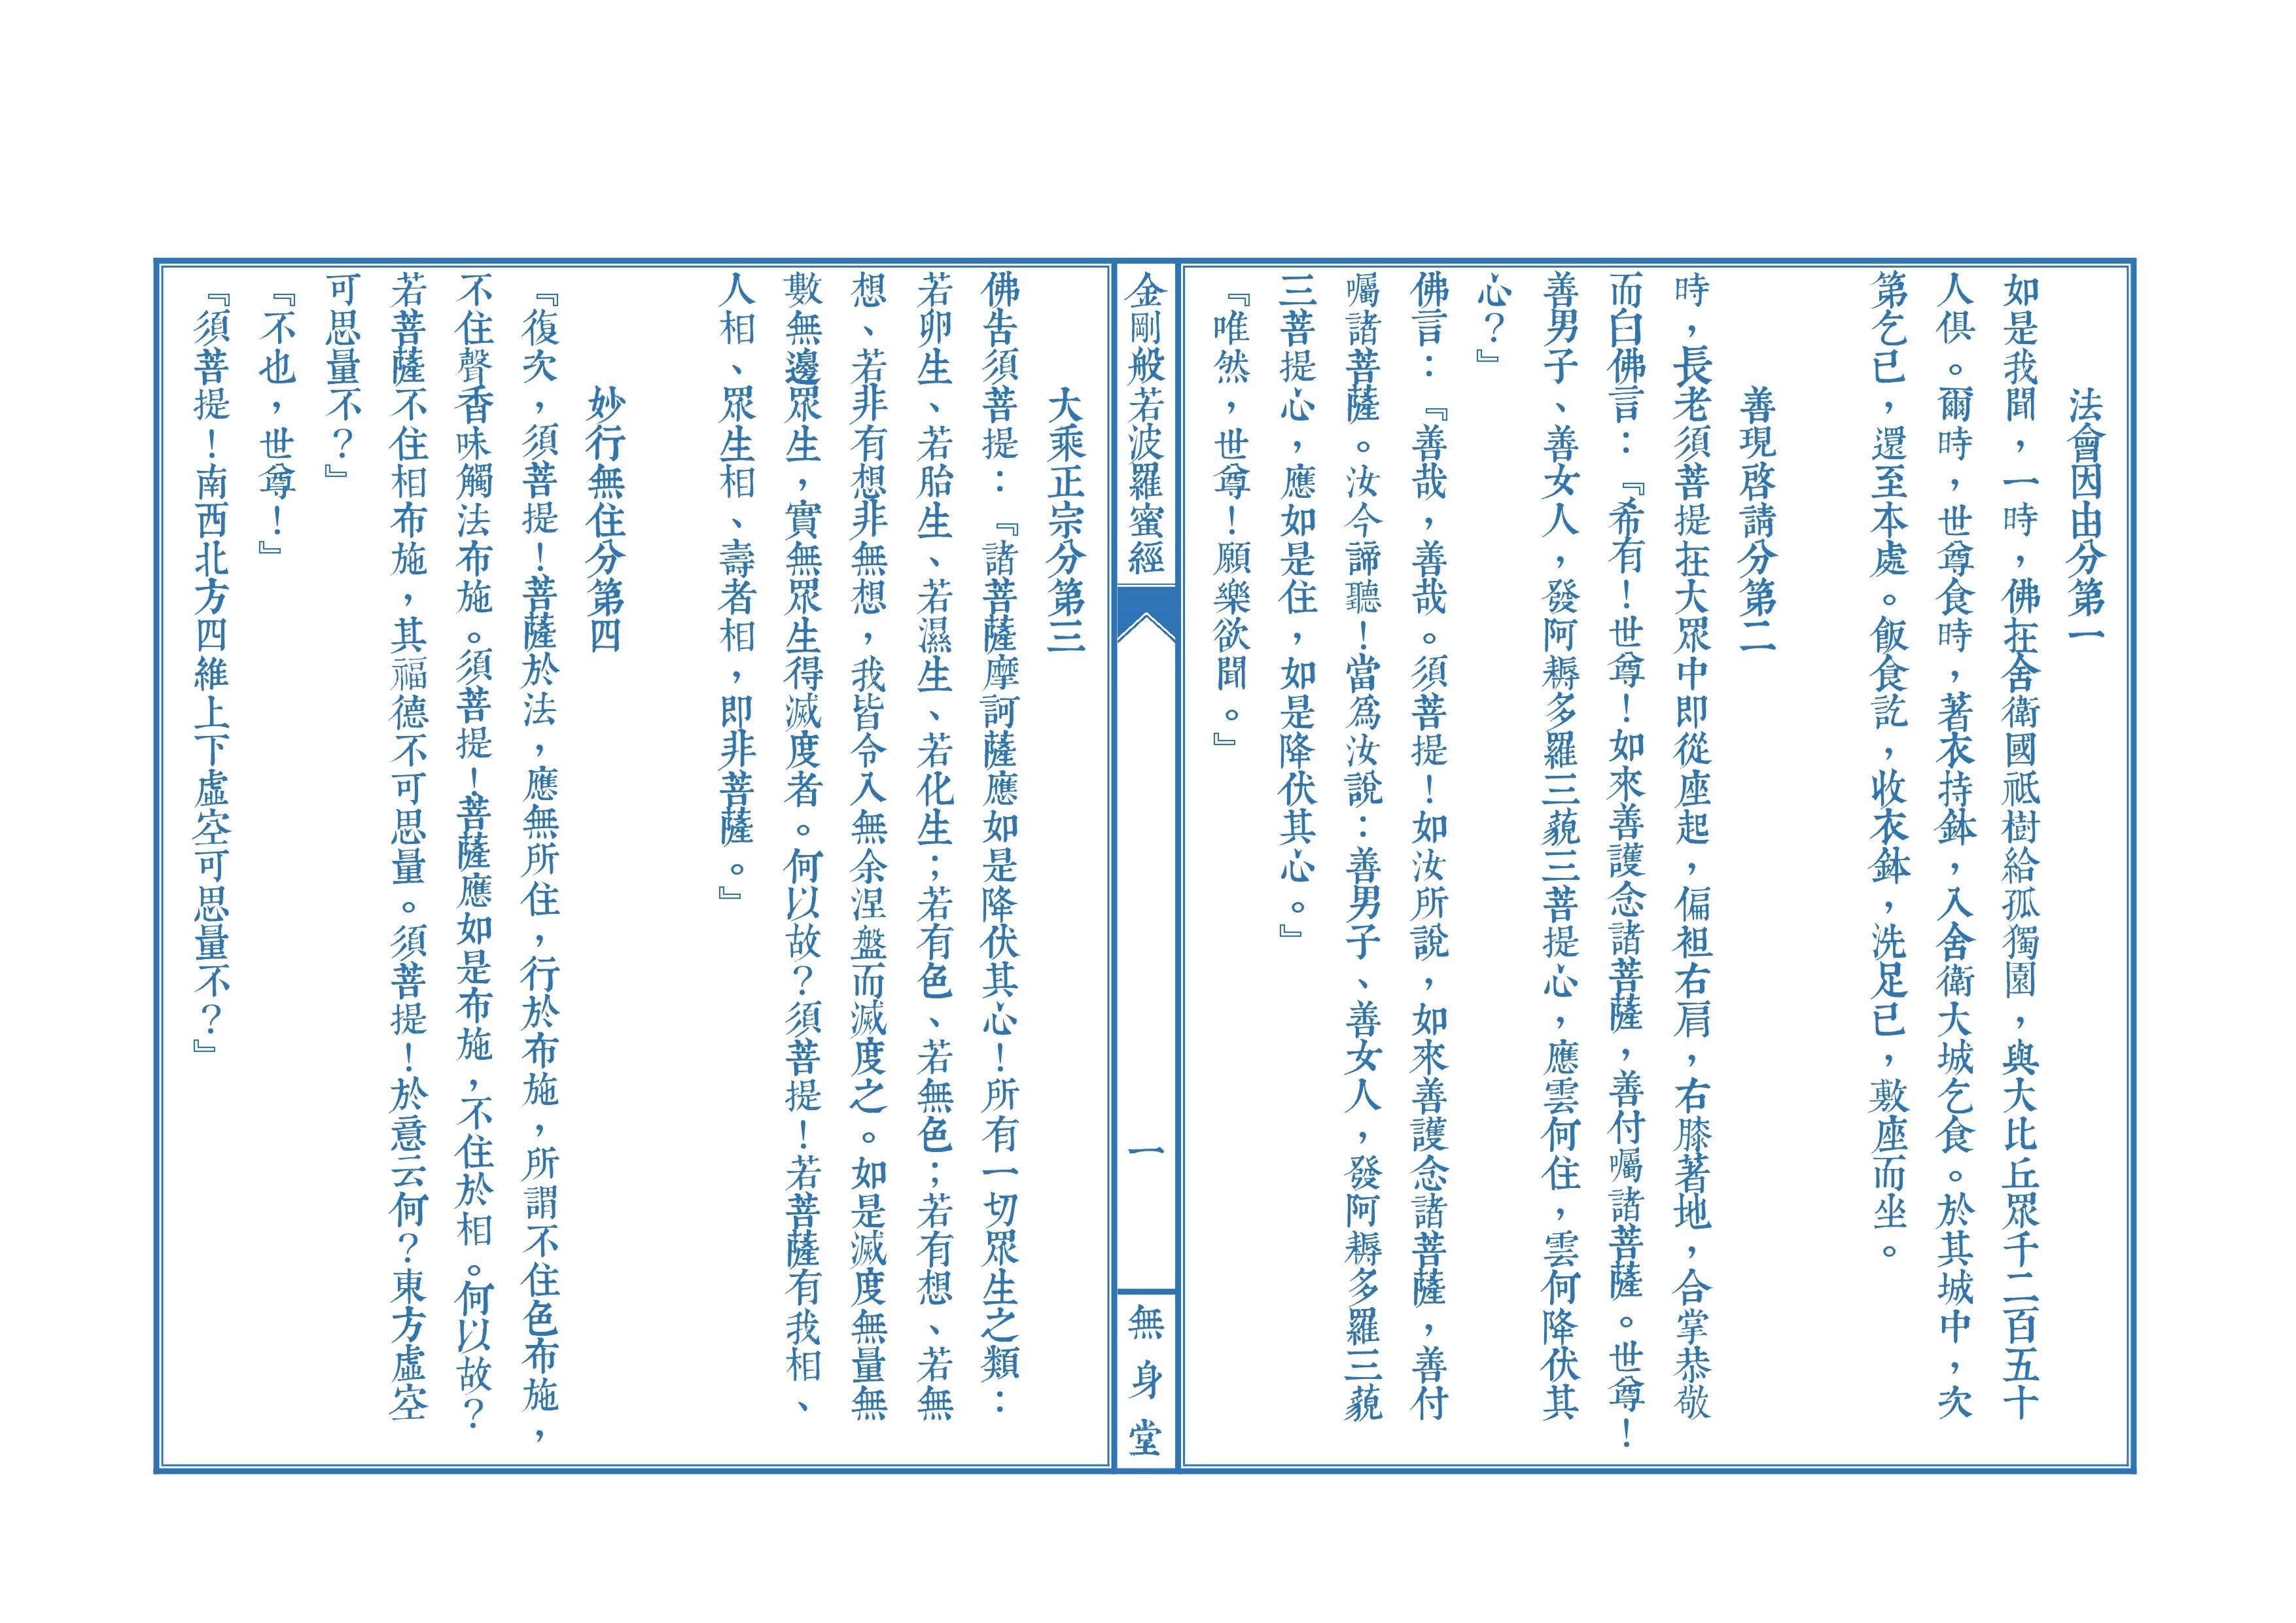 法會因由分第一
如是我聞，一時，佛在舍衛國祇樹給孤獨園，與大比丘眾千二百五十
人俱。爾時，世尊食時，著衣持鉢，入舍衛大城乞食。於其城中，次
第乞已，還至本處。飯食訖，收衣鉢，洗足已，敷座而坐。
善現啓請分第二
時，長老須菩提在大眾中即從座起，偏袒右肩，右膝著地，合掌恭敬
而白佛言：『希有！世尊！如來善護念諸菩薩，善付囑諸菩薩。世尊！
善男子、善女人，發阿耨多羅三藐三菩提心，應雲何住，雲何降伏其
心？』
佛言：『善哉，善哉。須菩提！如汝所說，如來善護念諸菩薩，善付
囑諸菩薩。汝今諦聽！當為汝說：善男子、善女人，發阿耨多羅三藐
三菩提心，應如是住，如是降伏其心。』
『唯然，世尊！願樂欲聞。』
金剛般若波羅蜜經
一
無身堂
大乘正宗分第三
佛告須菩提：『諸菩薩摩訶薩應如是降伏其心！所有一切眾生之類：
若卵生、若胎生、若濕生、若化生；若有色、若無色；若有想、若無
想、若非有想非無想，我皆令入無余涅盤而滅度之。如是滅度無量無
數無邊眾生，實無眾生得滅度者。何以故？須菩提！若菩薩有我相、
人相、眾生相、壽者相，即非菩薩。』
妙行無住分第四
『復次，須菩提！菩薩於法，應無所住，行於布施，所謂不住色布施，
不住聲香味觸法布施。須菩提！菩薩應如是布施，不住於相。何以故？
若菩薩不住相布施，其福德不可思量。須菩提！於意云何？東方虛空
可思量不？』
『不也，世尊！』
『須菩提！南西北方四維上下虛空可思量不？』